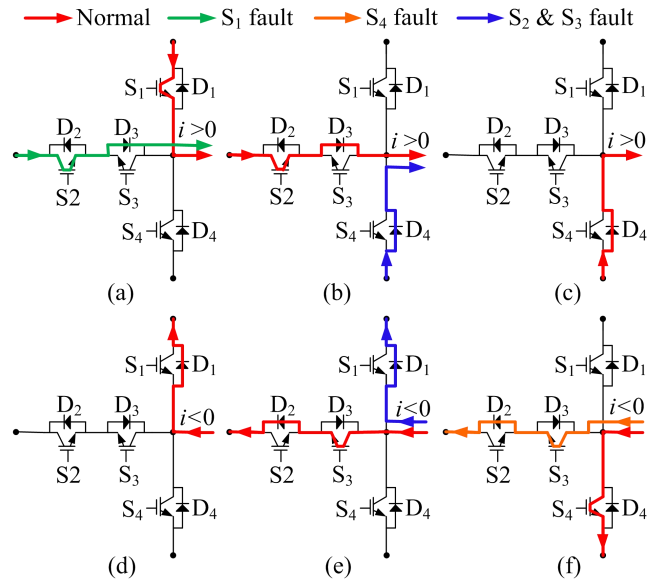 Normal S₁ fault S₄ fault S₂ & S₃ fault
S₁ D₁ S₁ D₁ S₁ D₁
D₂ D₃ i >0 D₂ D₃ i >0 D₂ D₃ i >0
S2 S₃ S2 S₃ S2 S₃
S₄ D₄ S₄ D₄ S₄ D₄
(a) (b) (c)
S₁ D₁ S₁ D₁ S₁ D₁
D₂ D₃ i<0 D₂ D₃ i<0 D₂ D₃ i<0
S2 S₃ S2 S₃ S2 S₃
S₄ D₄ S₄ D₄ S₄ D₄
(d) (e) (f)